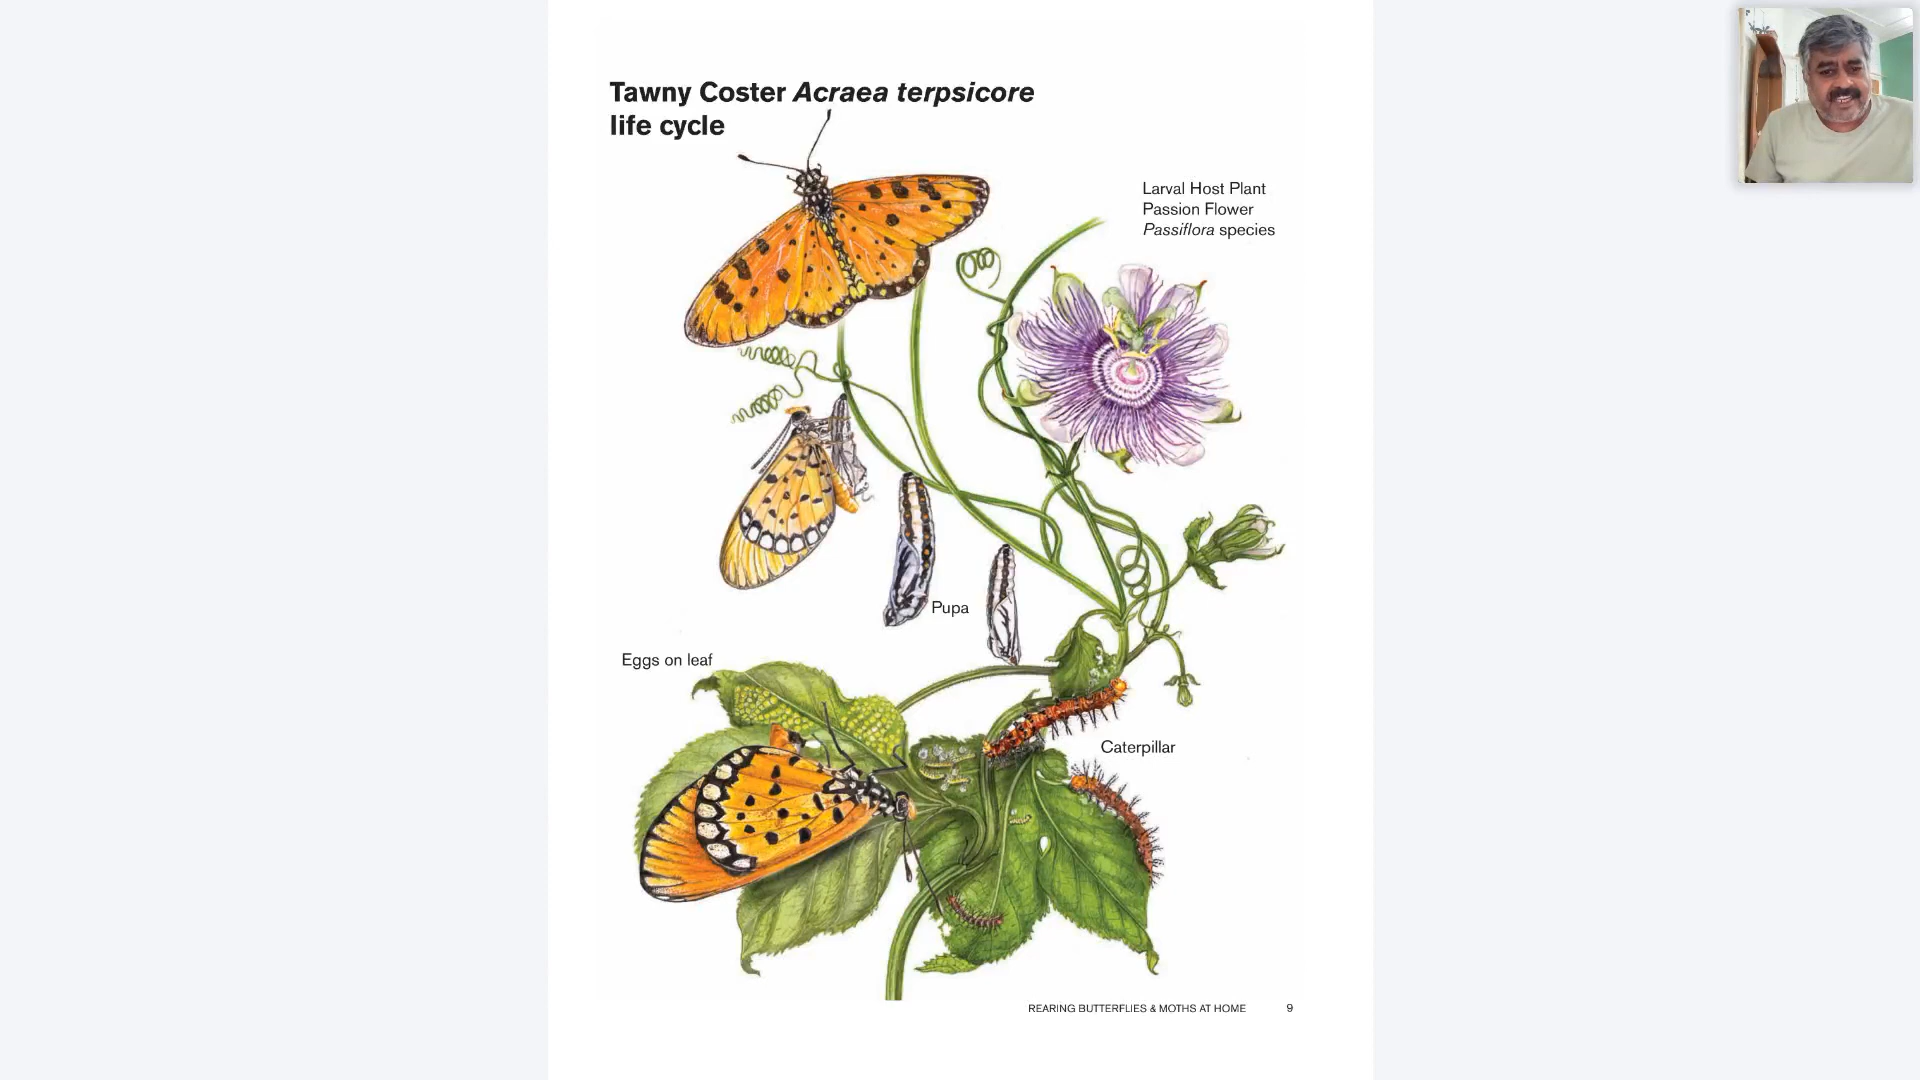 Tawny Coster Acraea terpsicore
life cycle
Larval Host Plant
Passion Flower
Passiflora species
Pupa
Eggs on leaf
Caterpillar
REARING BUTTERFLIES & MOTHS AT HOME 9